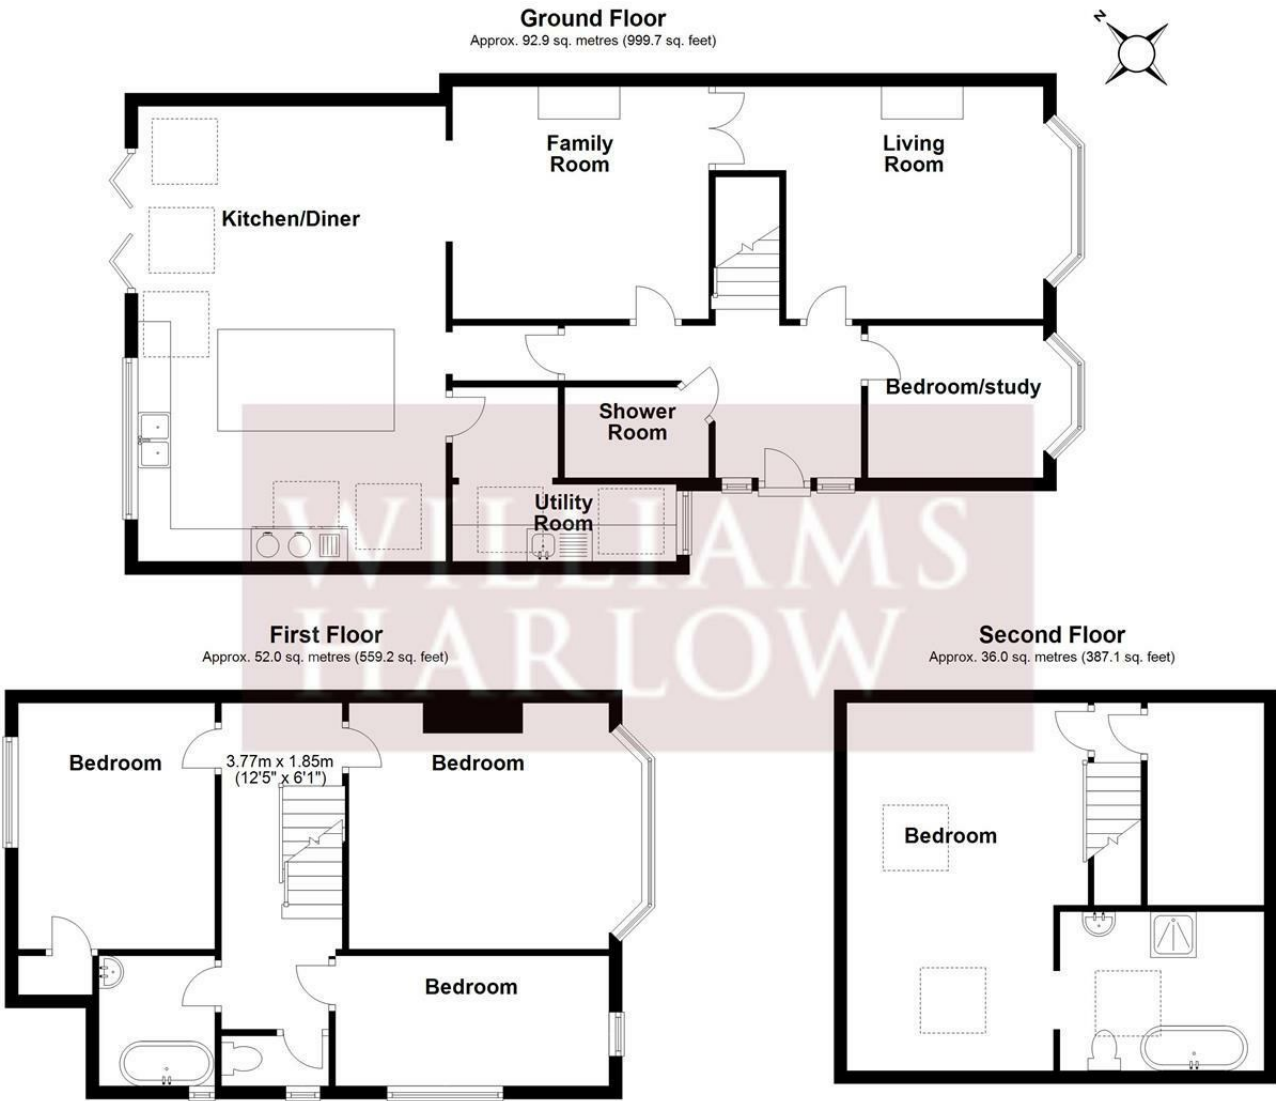 Ground Floor
Approx. 92.9 sq. metres (999.7 sq. feet)
N
Family
Room
Living
Room
Kitchen/Diner
Bedroom/study
Shower
Room
Utility
Room
WILLIAMS
HARLOW
First Floor
Approx. 52.0 sq. metres (559.2 sq. feet)
Second Floor
Approx. 36.0 sq. metres (387.1 sq. feet)
Bedroom
3.77m x 1.85m
(12'5" x 6'1")
Bedroom
Bedroom
Bedroom